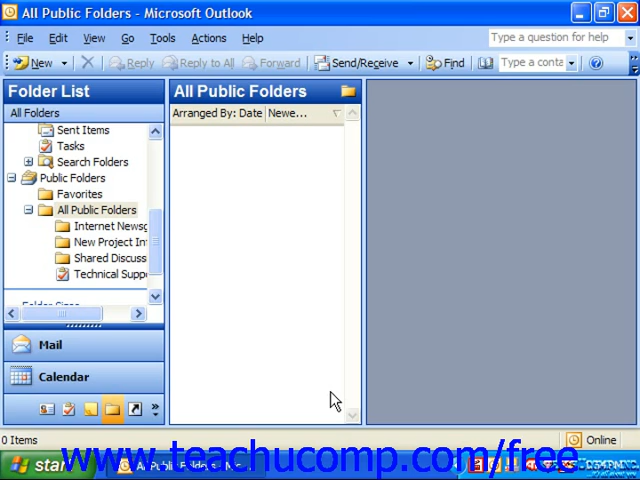 All Public Folders - Microsoft Outlook
File Edit View Go Tools Actions Help Type a question for help
New Reply Reply to All Forward Send/Receive Find Type a conta
Folder List
All Folders
Sent Items
Tasks
Search Folders
Public Folders
Favorites
All Public Folders
Internet Newsg
New Project In
Shared Discuss
Technical Suppo
Mail
Calendar
All Public Folders
Arranged By: Date Newe...
0 Items
Online
start
www.teachucomp.com/free